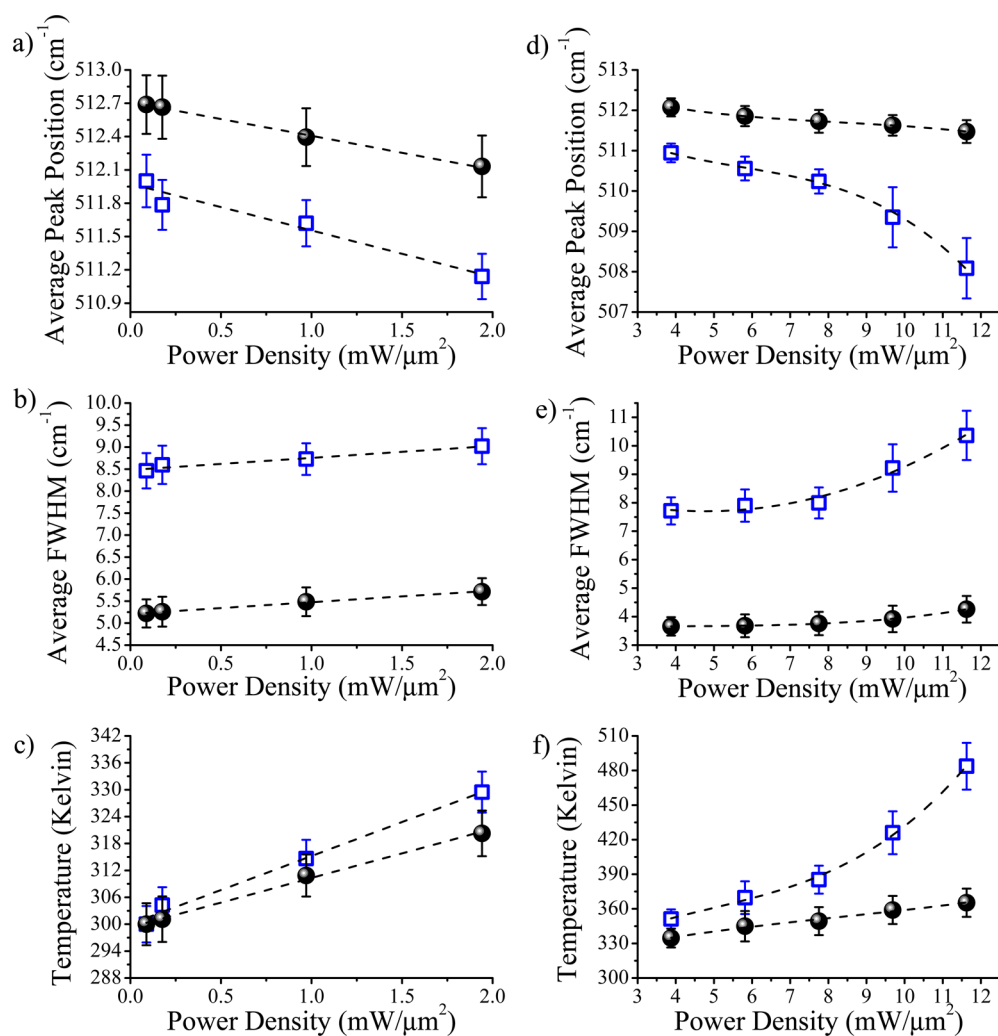 a)
Average Peak Position (cm⁻¹)
513.0
512.7
512.4
512.1
511.8
511.5
511.2
510.9
0.0 0.5 1.0 1.5 2.0
Power Density (mW/μm²)
d)
Average Peak Position (cm⁻¹)
513
512
511
510
509
508
507
3 4 5 6 7 8 9 10 11 12
Power Density (mW/μm²)
b)
Average FWHM (cm⁻¹)
10.0
9.5
9.0
8.5
8.0
7.5
7.0
6.5
6.0
5.5
5.0
4.5
0.0 0.5 1.0 1.5 2.0
Power Density (mW/μm²)
e)
Average FWHM (cm⁻¹)
11
10
9
8
7
6
5
4
3
3 4 5 6 7 8 9 10 11 12
Power Density (mW/μm²)
c)
Temperature (Kelvin)
342
336
330
324
318
312
306
300
294
288
0.0 0.5 1.0 1.5 2.0
Power Density (mW/μm²)
f)
Temperature (Kelvin)
510
480
450
420
390
360
330
300
3 4 5 6 7 8 9 10 11 12
Power Density (mW/μm²)